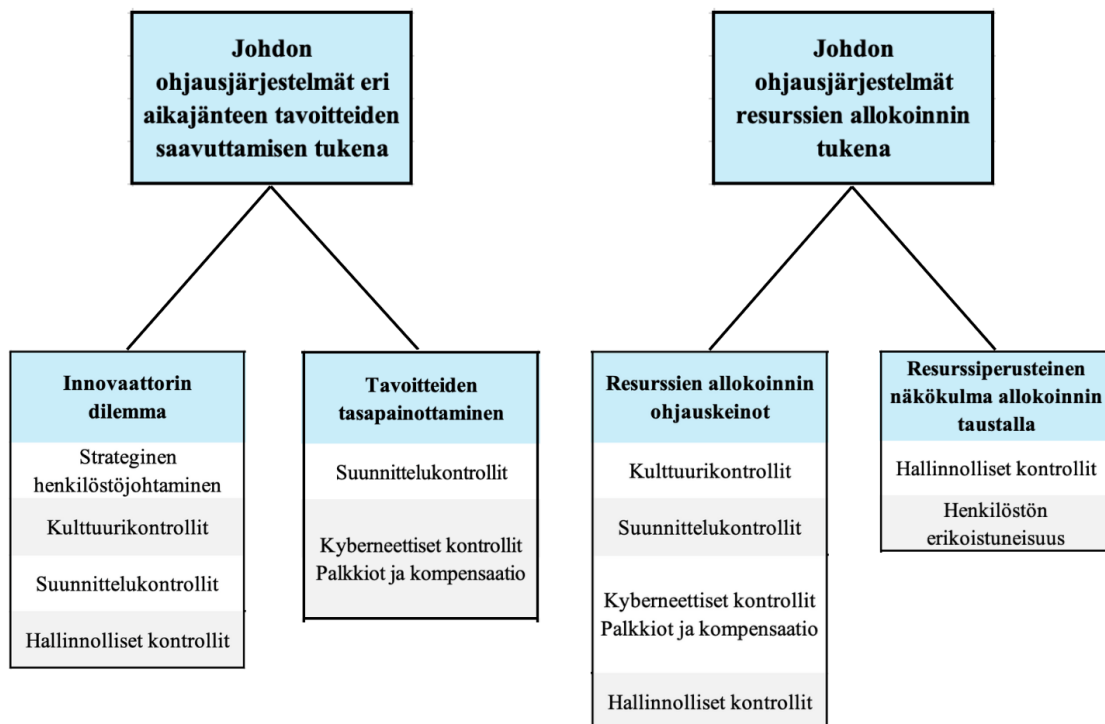 Johdon
ohjausjärjestelmät eri
aikajänteen tavoitteiden
saavuttamisen tukena
Johdon
ohjausjärjestelmät
resurssien allokoinnin
tukena
Innovaattorin
dilemma
Strateginen
henkilöstöjohtaminen
Kulttuurikontrollit
Suunnittelukontrollit
Hallinnolliset kontrollit
Tavoitteiden
tasapainottaminen
Suunnittelukontrollit
Kyberneettiset kontrollit
Palkkiot ja kompensaatio
Resurssien allokoinnin
ohjauskeinot
Kulttuurikontrollit
Suunnittelukontrollit
Kyberneettiset kontrollit
Palkkiot ja kompensaatio
Hallinnolliset kontrollit
Resurssiperusteinen
näkökulma allokoinnin
taustalla
Hallinnolliset kontrollit
Henkilöstön
erikoistuneisuus